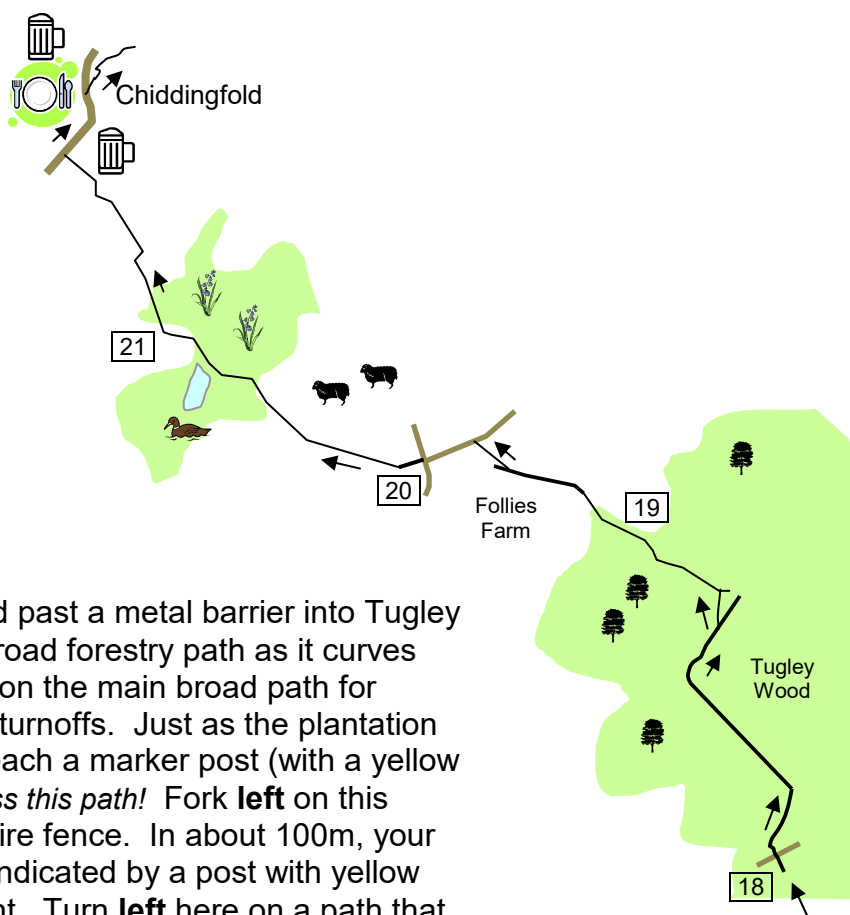 Chiddingfold
21
20
Follies
Farm
19
d past a metal barrier into Tugley
road forestry path as it curves
on the main broad path for
turnoffs. Just as the plantation
each a marker post (with a yellow
ss this path! Fork left on this
ire fence. In about 100m, your
ndicated by a post with yellow
nt. Turn left here on a path that
Tugley
Wood
18